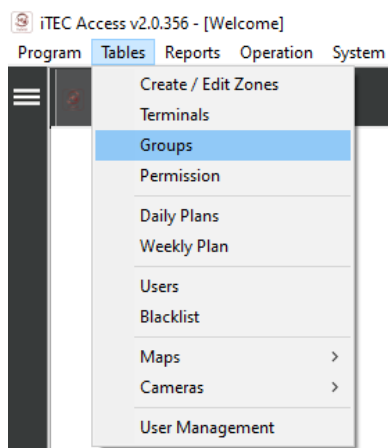 iTEC Access v2.0.356 - [Welcome]
Program Tables Reports Operation System
Create / Edit Zones
Terminals
Groups
Permission
Daily Plans
Weekly Plan
Users
Blacklist
Maps
Cameras
User Management